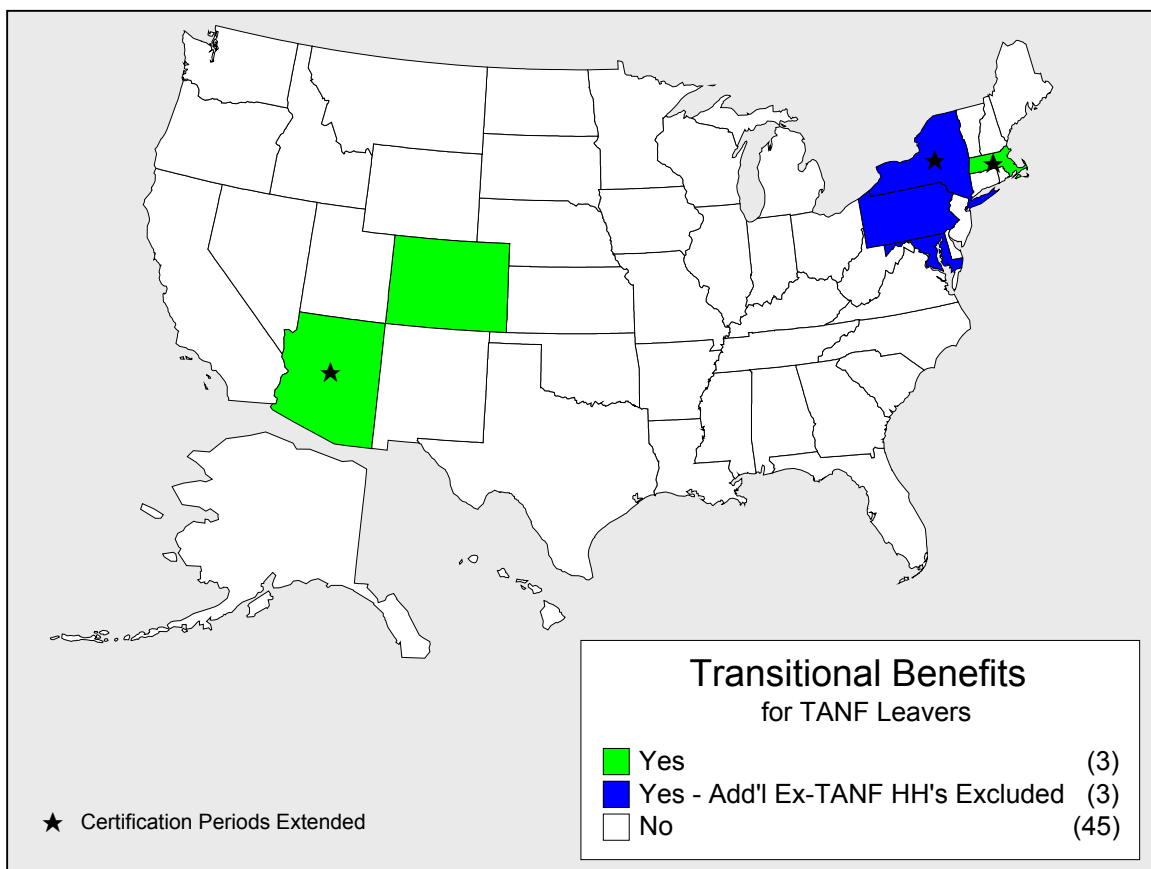 Transitional Benefits
for TANF Leavers
Yes (3)
Yes - Add'l Ex-TANF HH's Excluded (3)
No (45)
Certification Periods Extended